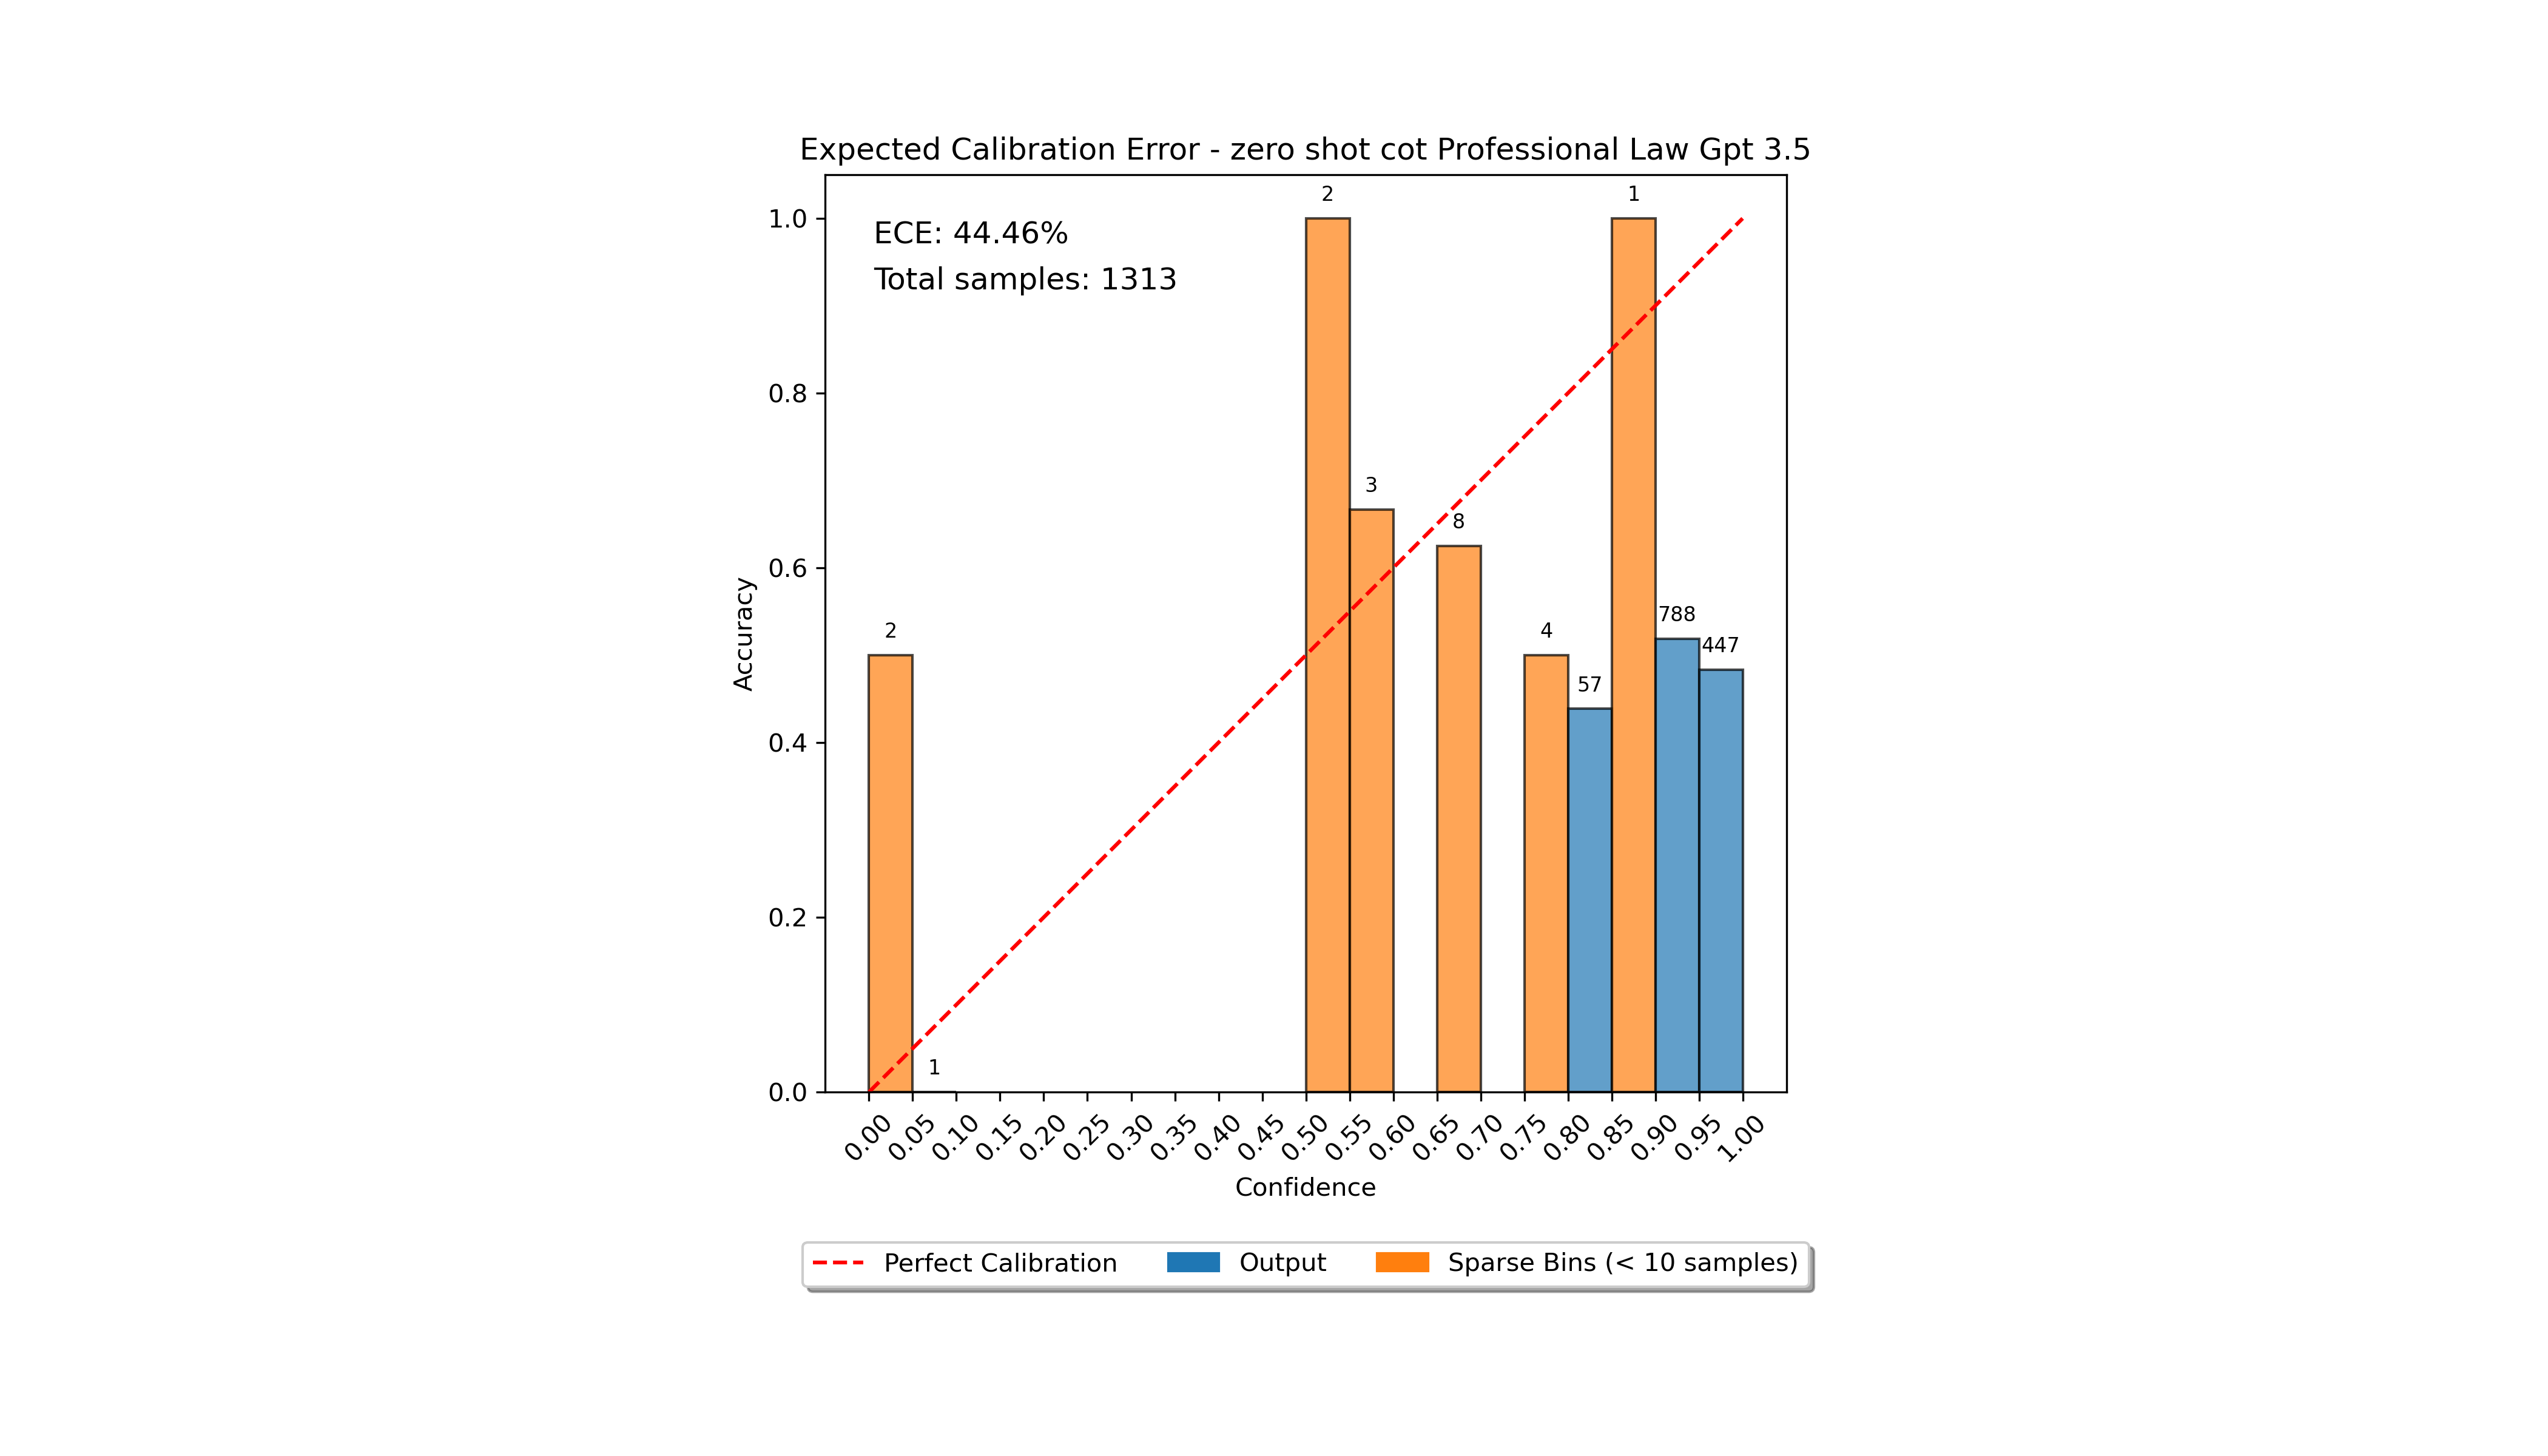 Expected Calibration Error - zero shot cot Professional Law Gpt 3.5
ECE: 44.46%
Total samples: 1313
2
1
2
3
8
4
57
1
788
447
1.0
0.8
0.6
0.4
0.2
0.0
Accuracy
0.00 0.05 0.10 0.15 0.20 0.25 0.30 0.35 0.40 0.45 0.50 0.55 0.60 0.65 0.70 0.75 0.80 0.85 0.90 0.95 1.00
Confidence
Perfect Calibration Output Sparse Bins (< 10 samples)